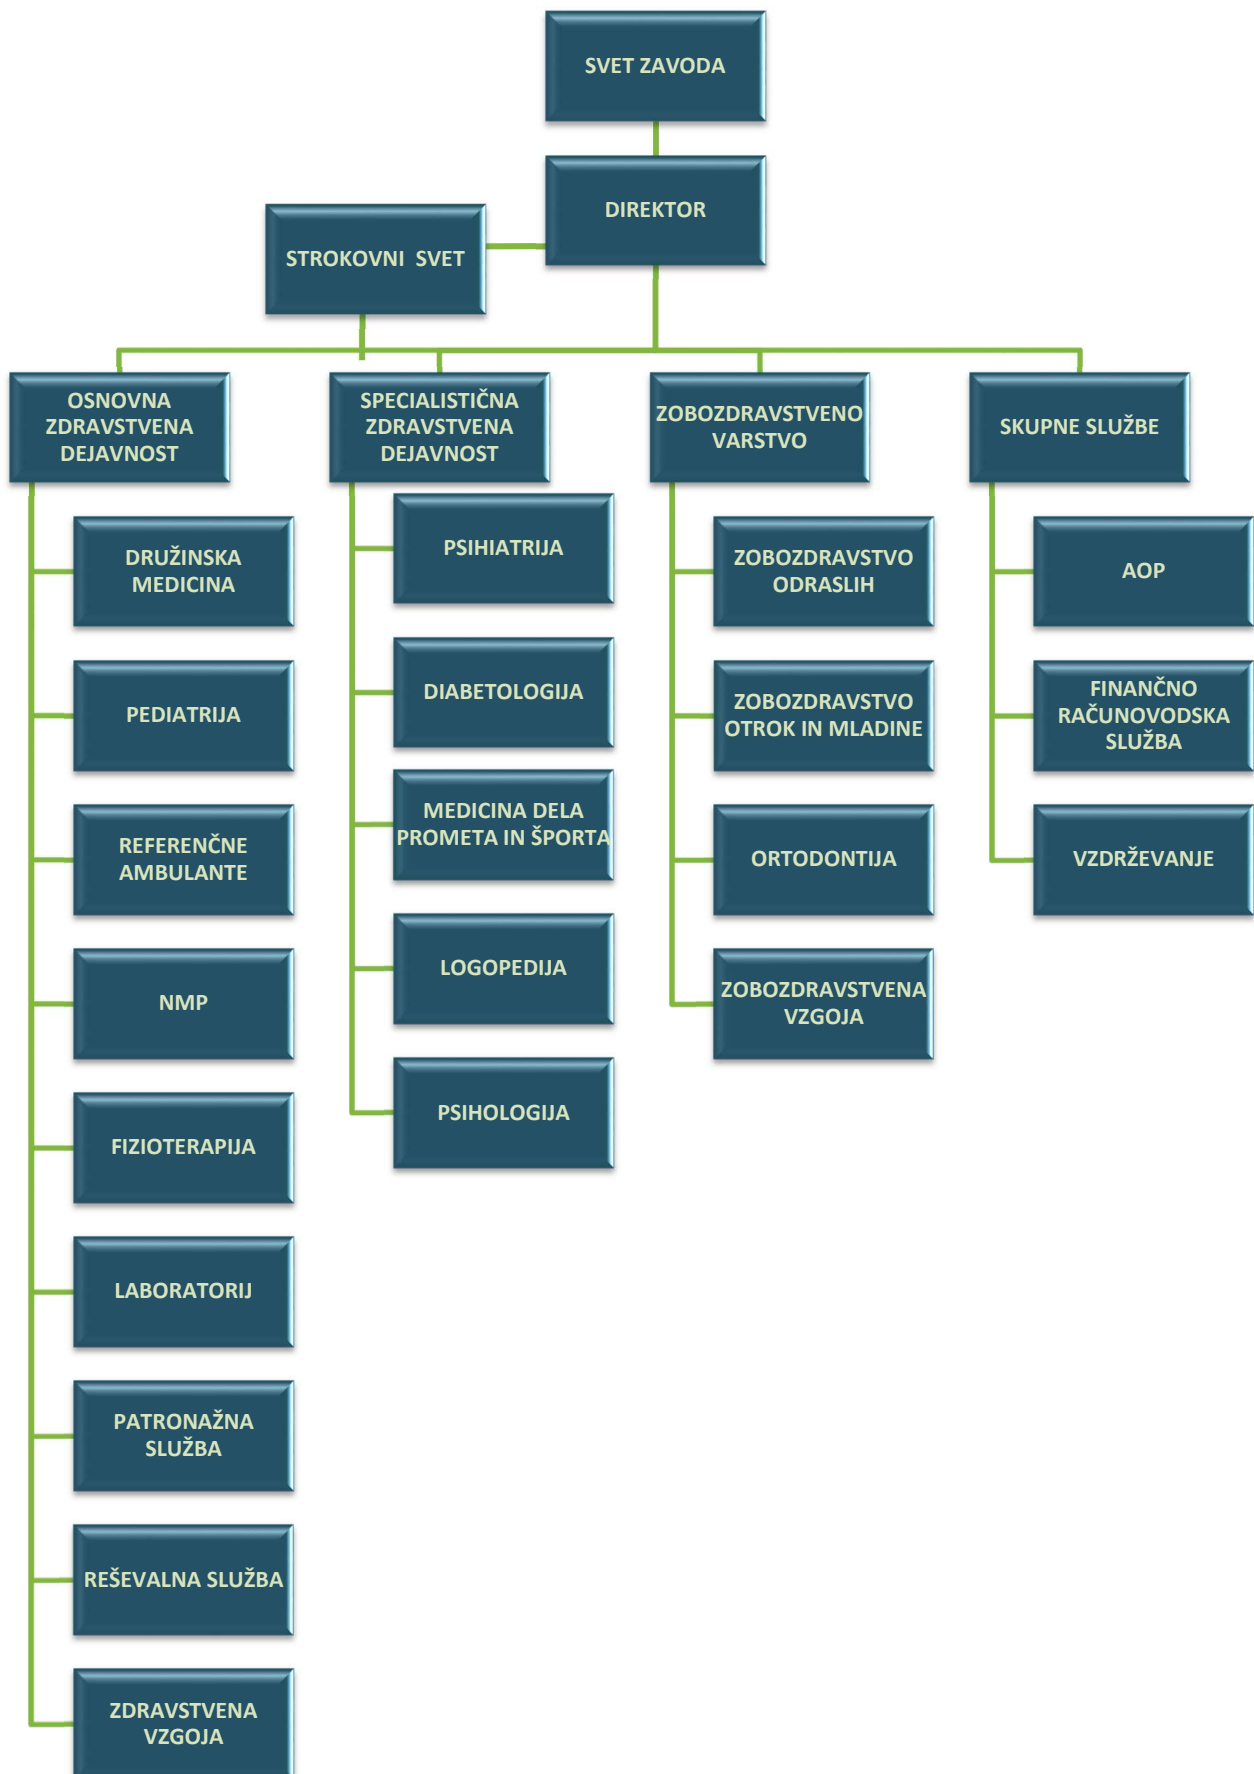 SVET ZAVODA
DIREKTOR
STROKOVNI SVET
OSNOVNA
ZDRAVSTVENA
DEJAVNOST
DRUŽINSKA
MEDICINA
PEDIATRIJA
REFERENČNE
AMBULANTE
NMP
FIZIOTERAPIJA
LABORATORIJ
PATRONAŽNA
SLUŽBA
REŠEVALNA SLUŽBA
ZDRAVSTVENA
VZGOJA
SPECIALISTIČNA
ZDRAVSTVENA
DEJAVNOST
PSIHIATRIJA
DIABETOLOGIJA
MEDICINA DELA
PROMETA IN ŠPORTA
LOGOPEDIJA
PSIHOLOGIJA
ZOBOZDRAVSTVENO
VARSTVO
ZOBOZDRAVSTVO
ODRASLIH
ZOBOZDRAVSTVO
OTROK IN MLADINE
ORTODONTIJA
ZOBOZDRAVSTVENA
VZGOJA
SKUPNE SLUŽBE
AOP
FINANČNO
RAČUNOVODSKA
SLUŽBA
VZDRŽEVANJE